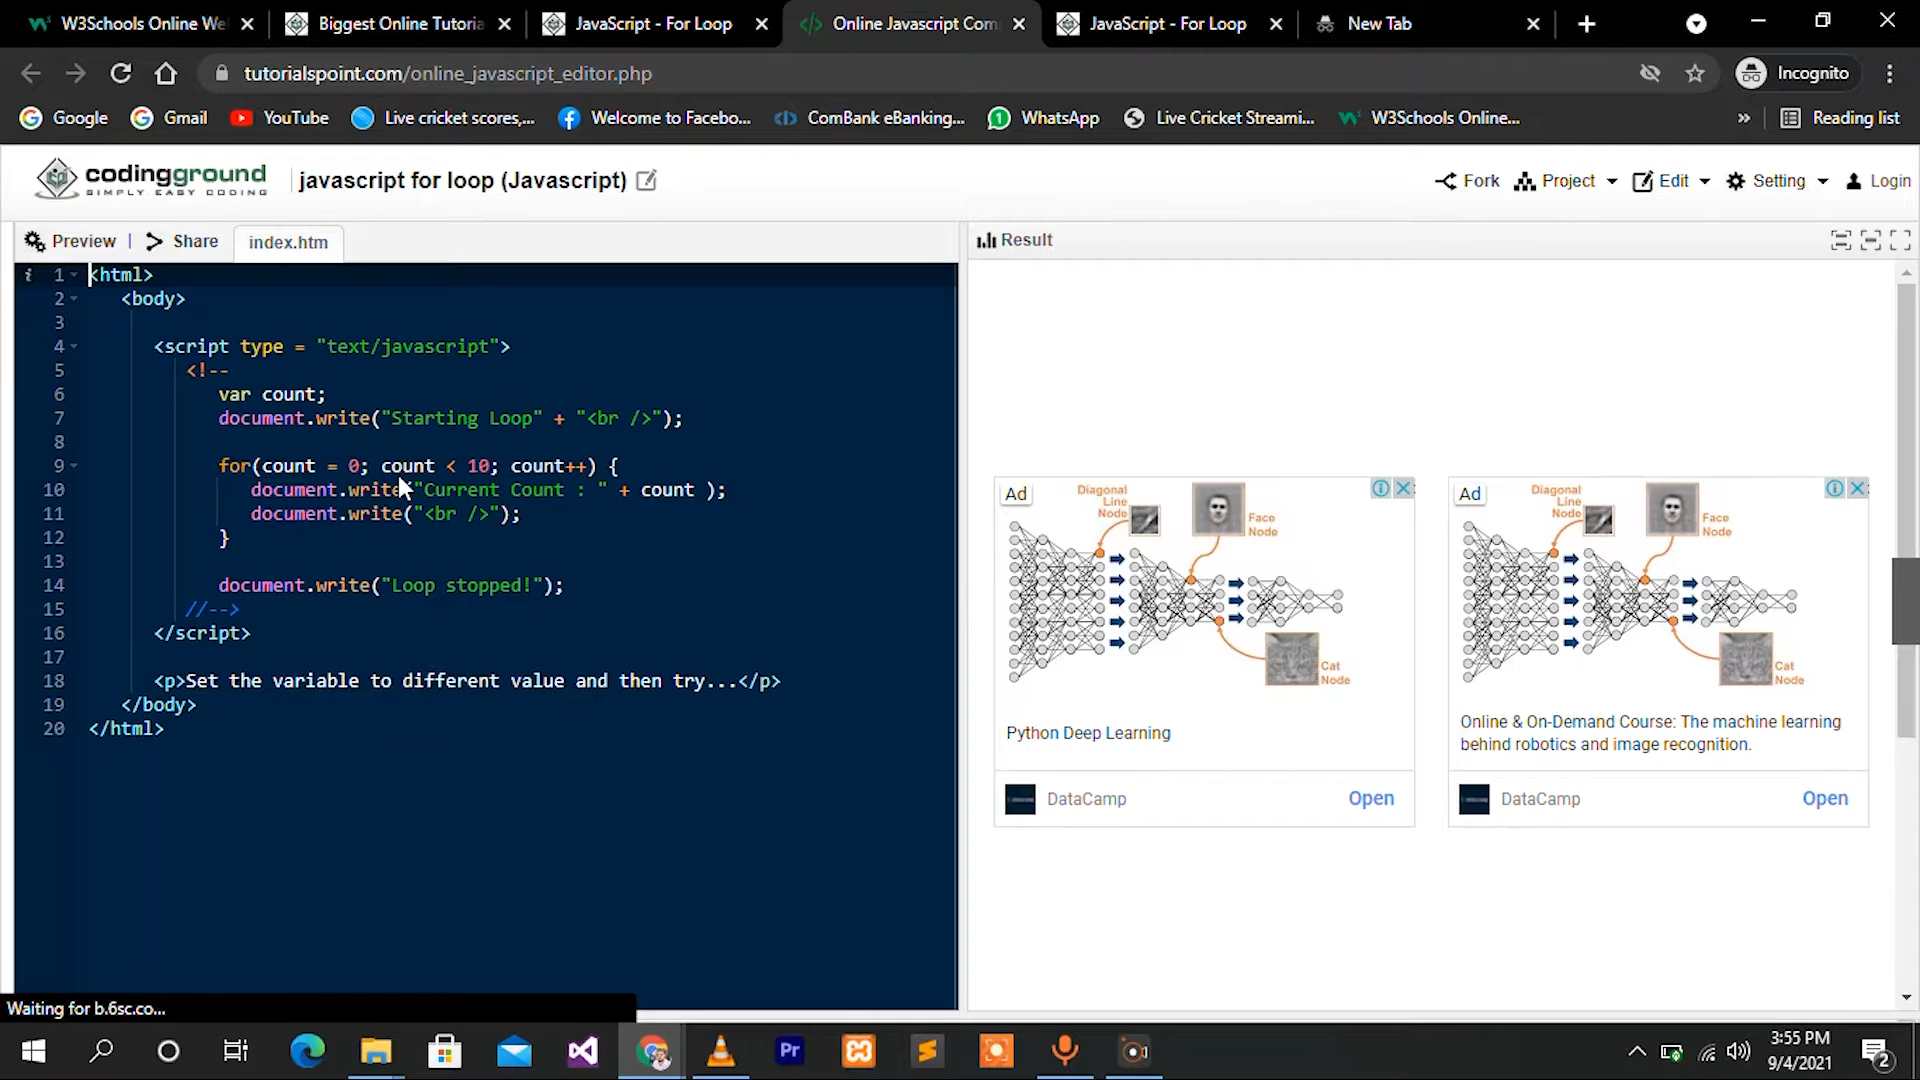 W3Schools Online We
Biggest Online Tutoria
JavaScript - For Loop
Online Javascript Com
JavaScript - For Loop
New Tab
tutorialspoint.com/online_javascript_editor.php
Incognito
Google
Gmail
YouTube
Live cricket scores,...
Welcome to Facebo...
ComBank eBanking...
WhatsApp
Live Cricket Streami...
W3Schools Online...
»
Reading list
codingground
SIMPLY EASY CODING
javascript for loop (Javascript)
Fork
Project
Edit
Setting
Login
Preview
Share
index.htm
Result
i 1 <html>
2 <body>
3
4 <script type = "text/javascript">
5 <!--
6 var count;
7 document.write("Starting Loop" + "<br />");
8
9 for(count = 0; count < 10; count++) {
10 document.write("Current Count : " + count );
11 document.write("<br />");
12 }
13
14 document.write("Loop stopped!");
15 //-->
16 </script>
17
18 <p>Set the variable to different value and then try...</p>
19 </body>
20 </html>
Ad
Diagonal
Line
Node
Face
Node
Cat
Node
Python Deep Learning
DataCamp
Open
Ad
Diagonal
Line
Node
Face
Node
Cat
Node
Online & On-Demand Course: The machine learning
behind robotics and image recognition.
DataCamp
Open
Waiting for b.6sc.co...
Pr
3:55 PM
9/4/2021
2